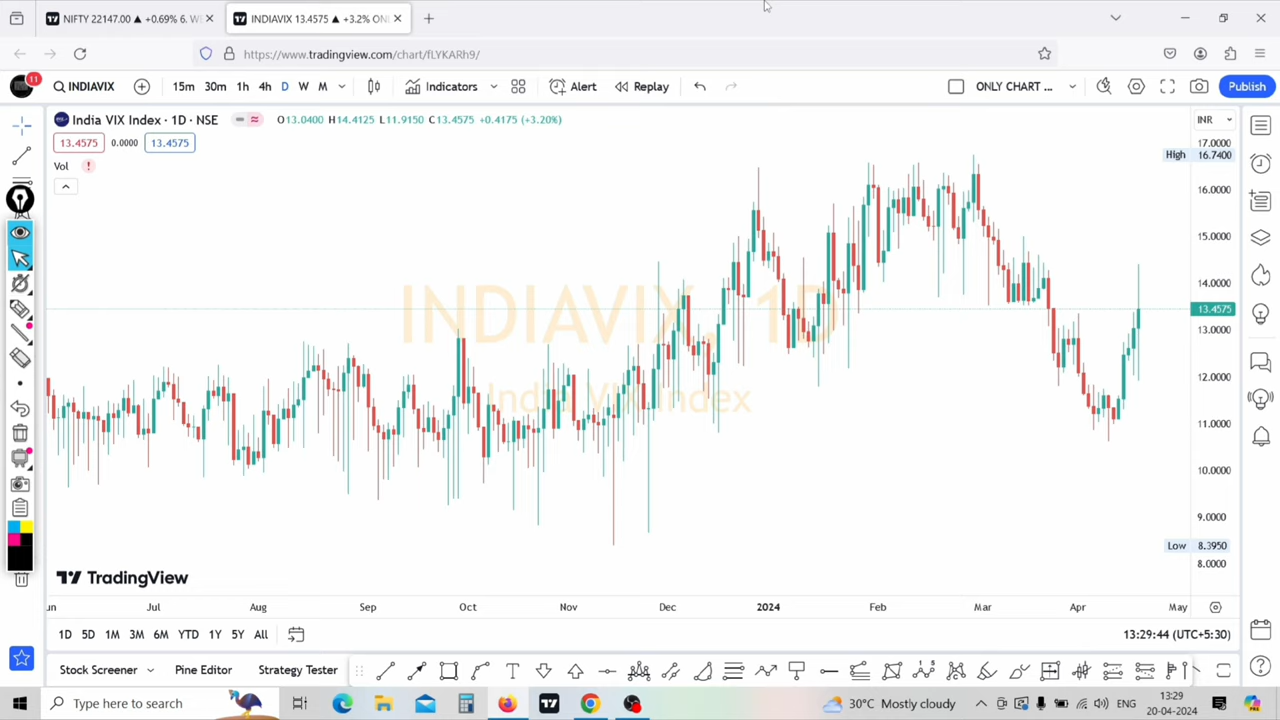 NIFTY 22147.00 ▲ +0.69% 6. W
INDIAVIX 13.4575 ▲ +3.2% ON
https://www.tradingview.com/chart/fLYKARh9/
11
INDIAVIX
15m 30m 1h 4h D W M
Indicators
Alert
Replay
ONLY CHART ...
Publish
India VIX Index · 1D · NSE
O13.0400 H14.4125 L11.9150 C13.4575 +0.4175 (+3.20%)
INR
13.4575 0.0000 13.4575
Vol
17.0000
High 16.7400
16.0000
15.0000
14.0000
13.4575
13.0000
12.0000
11.0000
10.0000
9.0000
Low 8.3950
8.0000
INDIAVIX, 1D
India VIX Index
TradingView
un Jul Aug Sep Oct Nov Dec 2024 Feb Mar Apr May
1D 5D 1M 3M 6M YTD 1Y 5Y All
13:29:44 (UTC+5:30)
Stock Screener Pine Editor Strategy Tester
Type here to search
30°C Mostly cloudy
ENG
13:29
20-04-2024